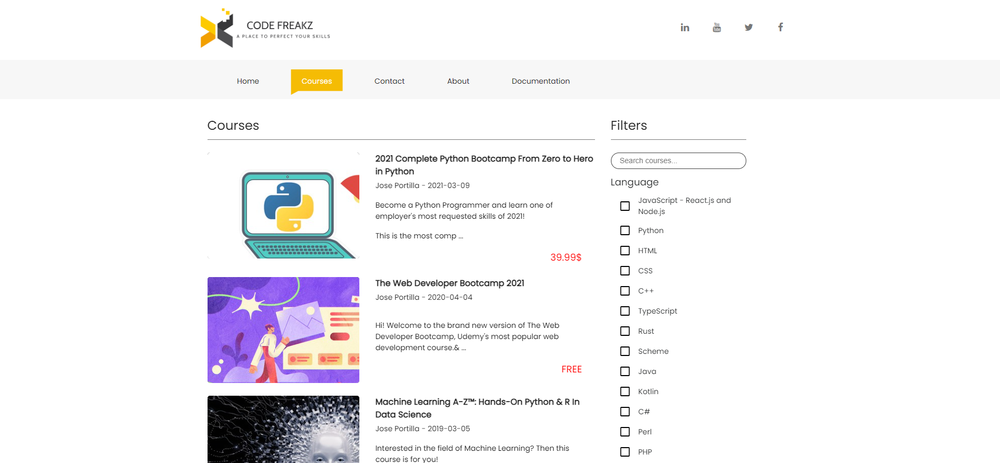 CODE FREAKZ
A PLACE TO PERFECT YOUR SKILLS
You
Tube
Home
Courses
Contact
About
Documentation
Courses
2021 Complete Python Bootcamp From Zero to Hero
in Python
Jose Portilla - 2021-03-09
Become a Python Programmer and learn one of
employer's most requested skills of 2021!
This is the most comp ...
39.99$
The Web Developer Bootcamp 2021
Jose Portilla - 2020-04-04
Hi! Welcome to the brand new version of The Web
Developer Bootcamp, Udemy's most popular web
development course.& ...
FREE
Machine Learning A-Z™: Hands-On Python & R In
Data Science
Jose Portilla - 2019-03-05
Interested in the field of Machine Learning? Then this
course is for you!
Filters
Search courses...
Language
JavaScript - React.js and
Node.js
Python
HTML
CSS
C++
TypeScript
Rust
Scheme
Java
Kotlin
C#
Perl
PHP